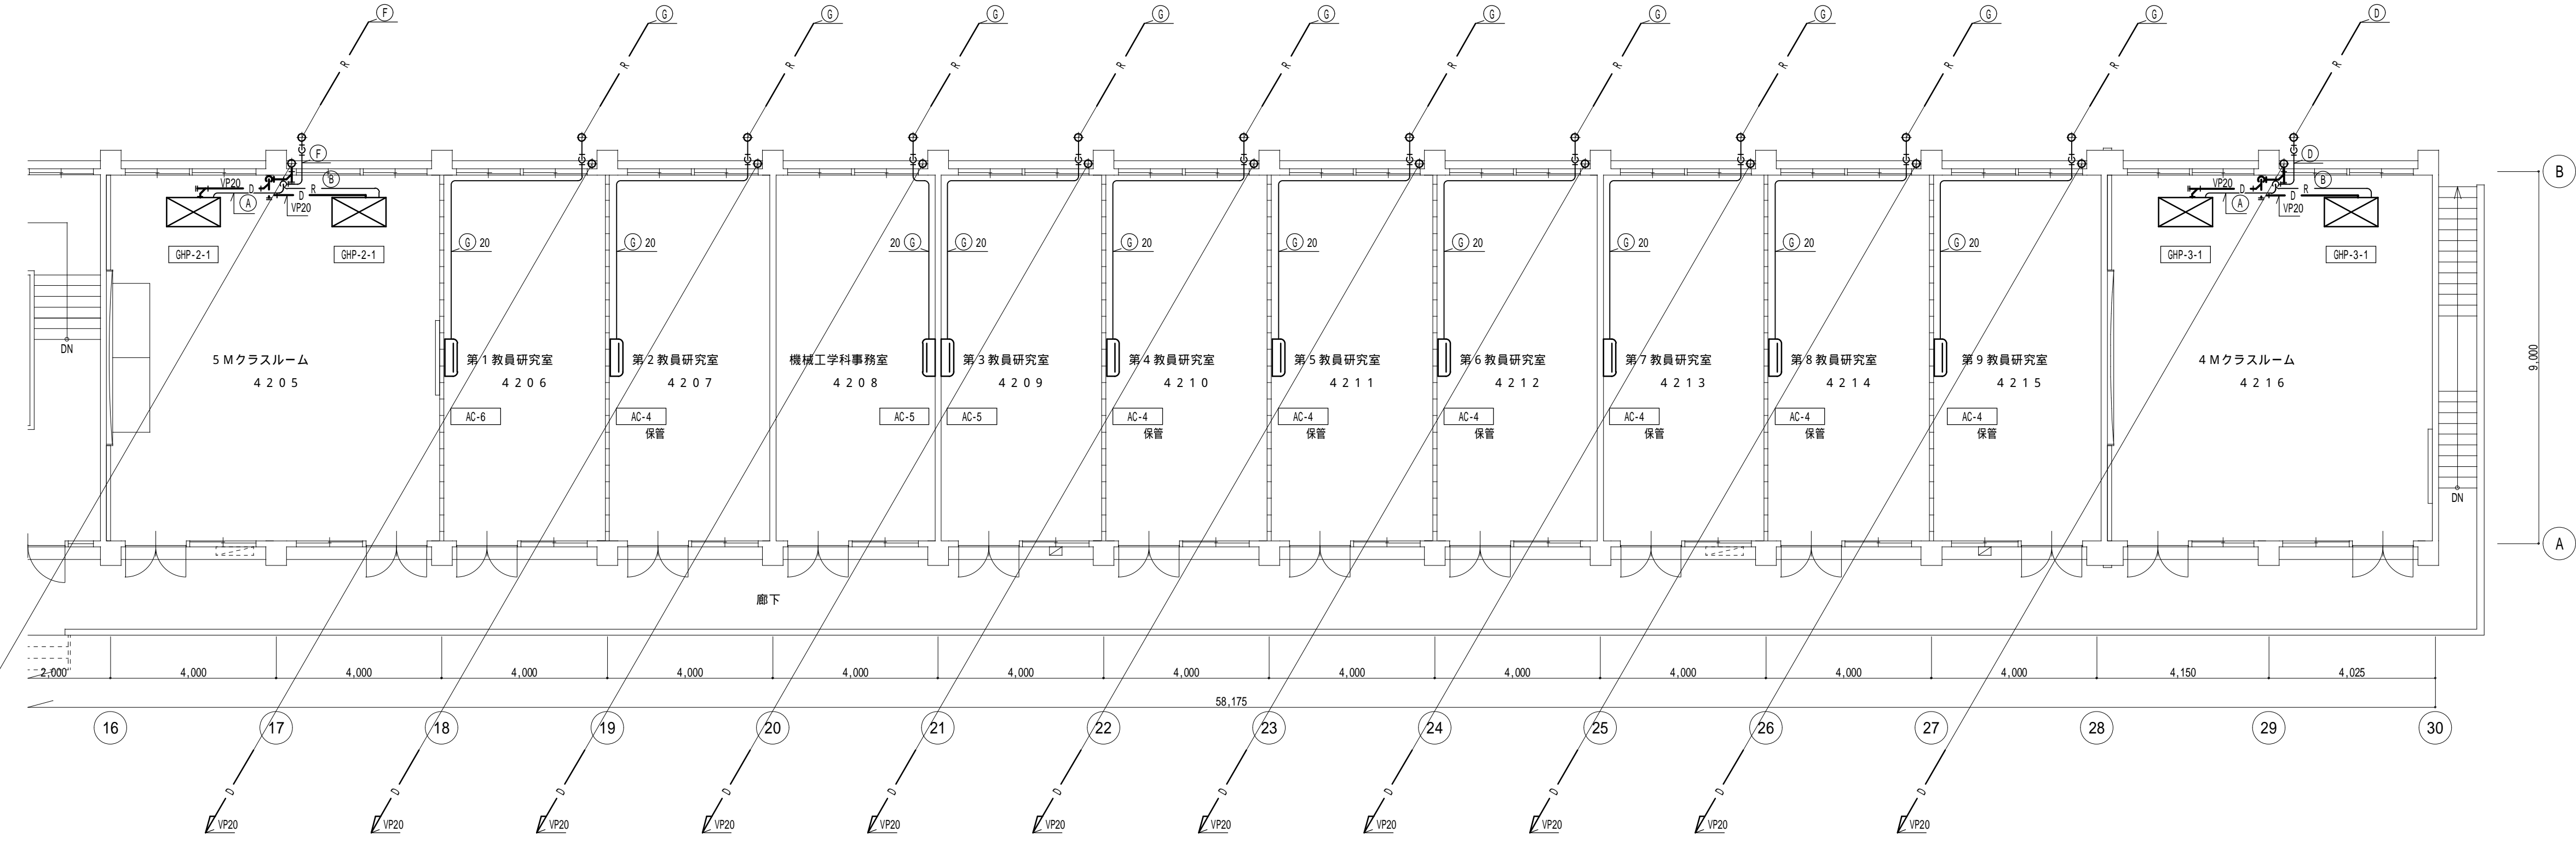 F G G G G G G G G G G D
R R R R R R R R R R R R
F D
B B
VP20 D R VP20 D R
D D
A VP20 A VP20
B
GHP-2-1 GHP-2-1 GHP-3-1 GHP-3-1
G 20 G 20 20 G G 20 G 20 G 20 G 20 G 20 G 20 G 20
DN
9,000
5Mクラスルーム 第1教員研究室 第2教員研究室 機械工学科事務室 第3教員研究室 第4教員研究室 第5教員研究室 第6教員研究室 第7教員研究室 第8教員研究室 第9教員研究室 4Mクラスルーム
4205 4206 4207 4208 4209 4210 4211 4212 4213 4214 4215 4216
AC-6 AC-4 AC-5 AC-5 AC-4 AC-4 AC-4 AC-4 AC-4 AC-4
保管 保管 保管 保管 保管 保管 保管
DN
A
廊下
2,000 4,000 4,000 4,000 4,000 4,000 4,000 4,000 4,000 4,000 4,000 4,000 4,150 4,025
58,175
16 17 18 19 20 21 22 23 24 25 26 27 28 29 30
D D D D D D D D D D D
VP20 VP20 VP20 VP20 VP20 VP20 VP20 VP20 VP20 VP20 VP20